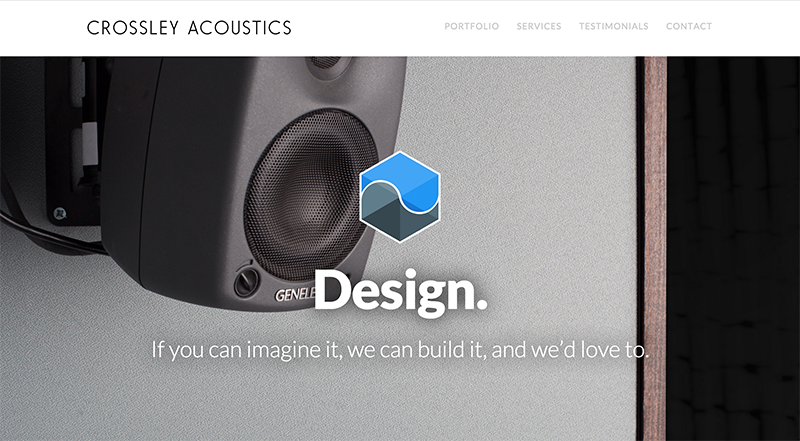 CROSSLEY ACOUSTICS
PORTFOLIO SERVICES TESTIMONIALS CONTACT
GENELE
Design.
If you can imagine it, we can build it, and we'd love to.